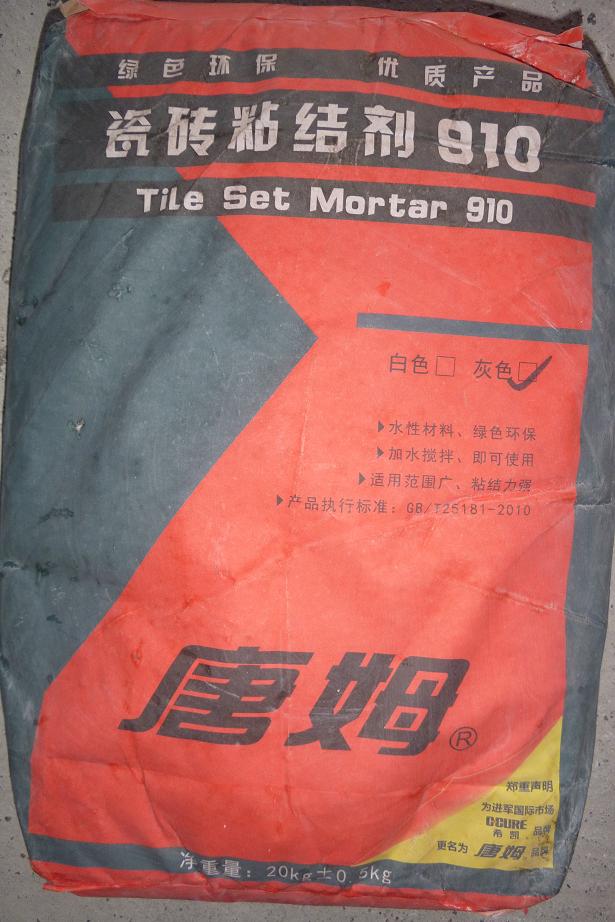 绿色环保 优质产品
瓷砖粘结剂 910
Tile Set Mortar 910
白色□ 灰色□✓
▶水性材料、绿色环保
▶加水搅拌、即可使用
▶适用范围广、粘结力强
▶产品执行标准：GB/T25181-2010
唐姆®
郑重声明
为进军国际市场
CCURE
希凯 品牌
更名为 唐姆 品牌
净重量：20kg±0.5kg